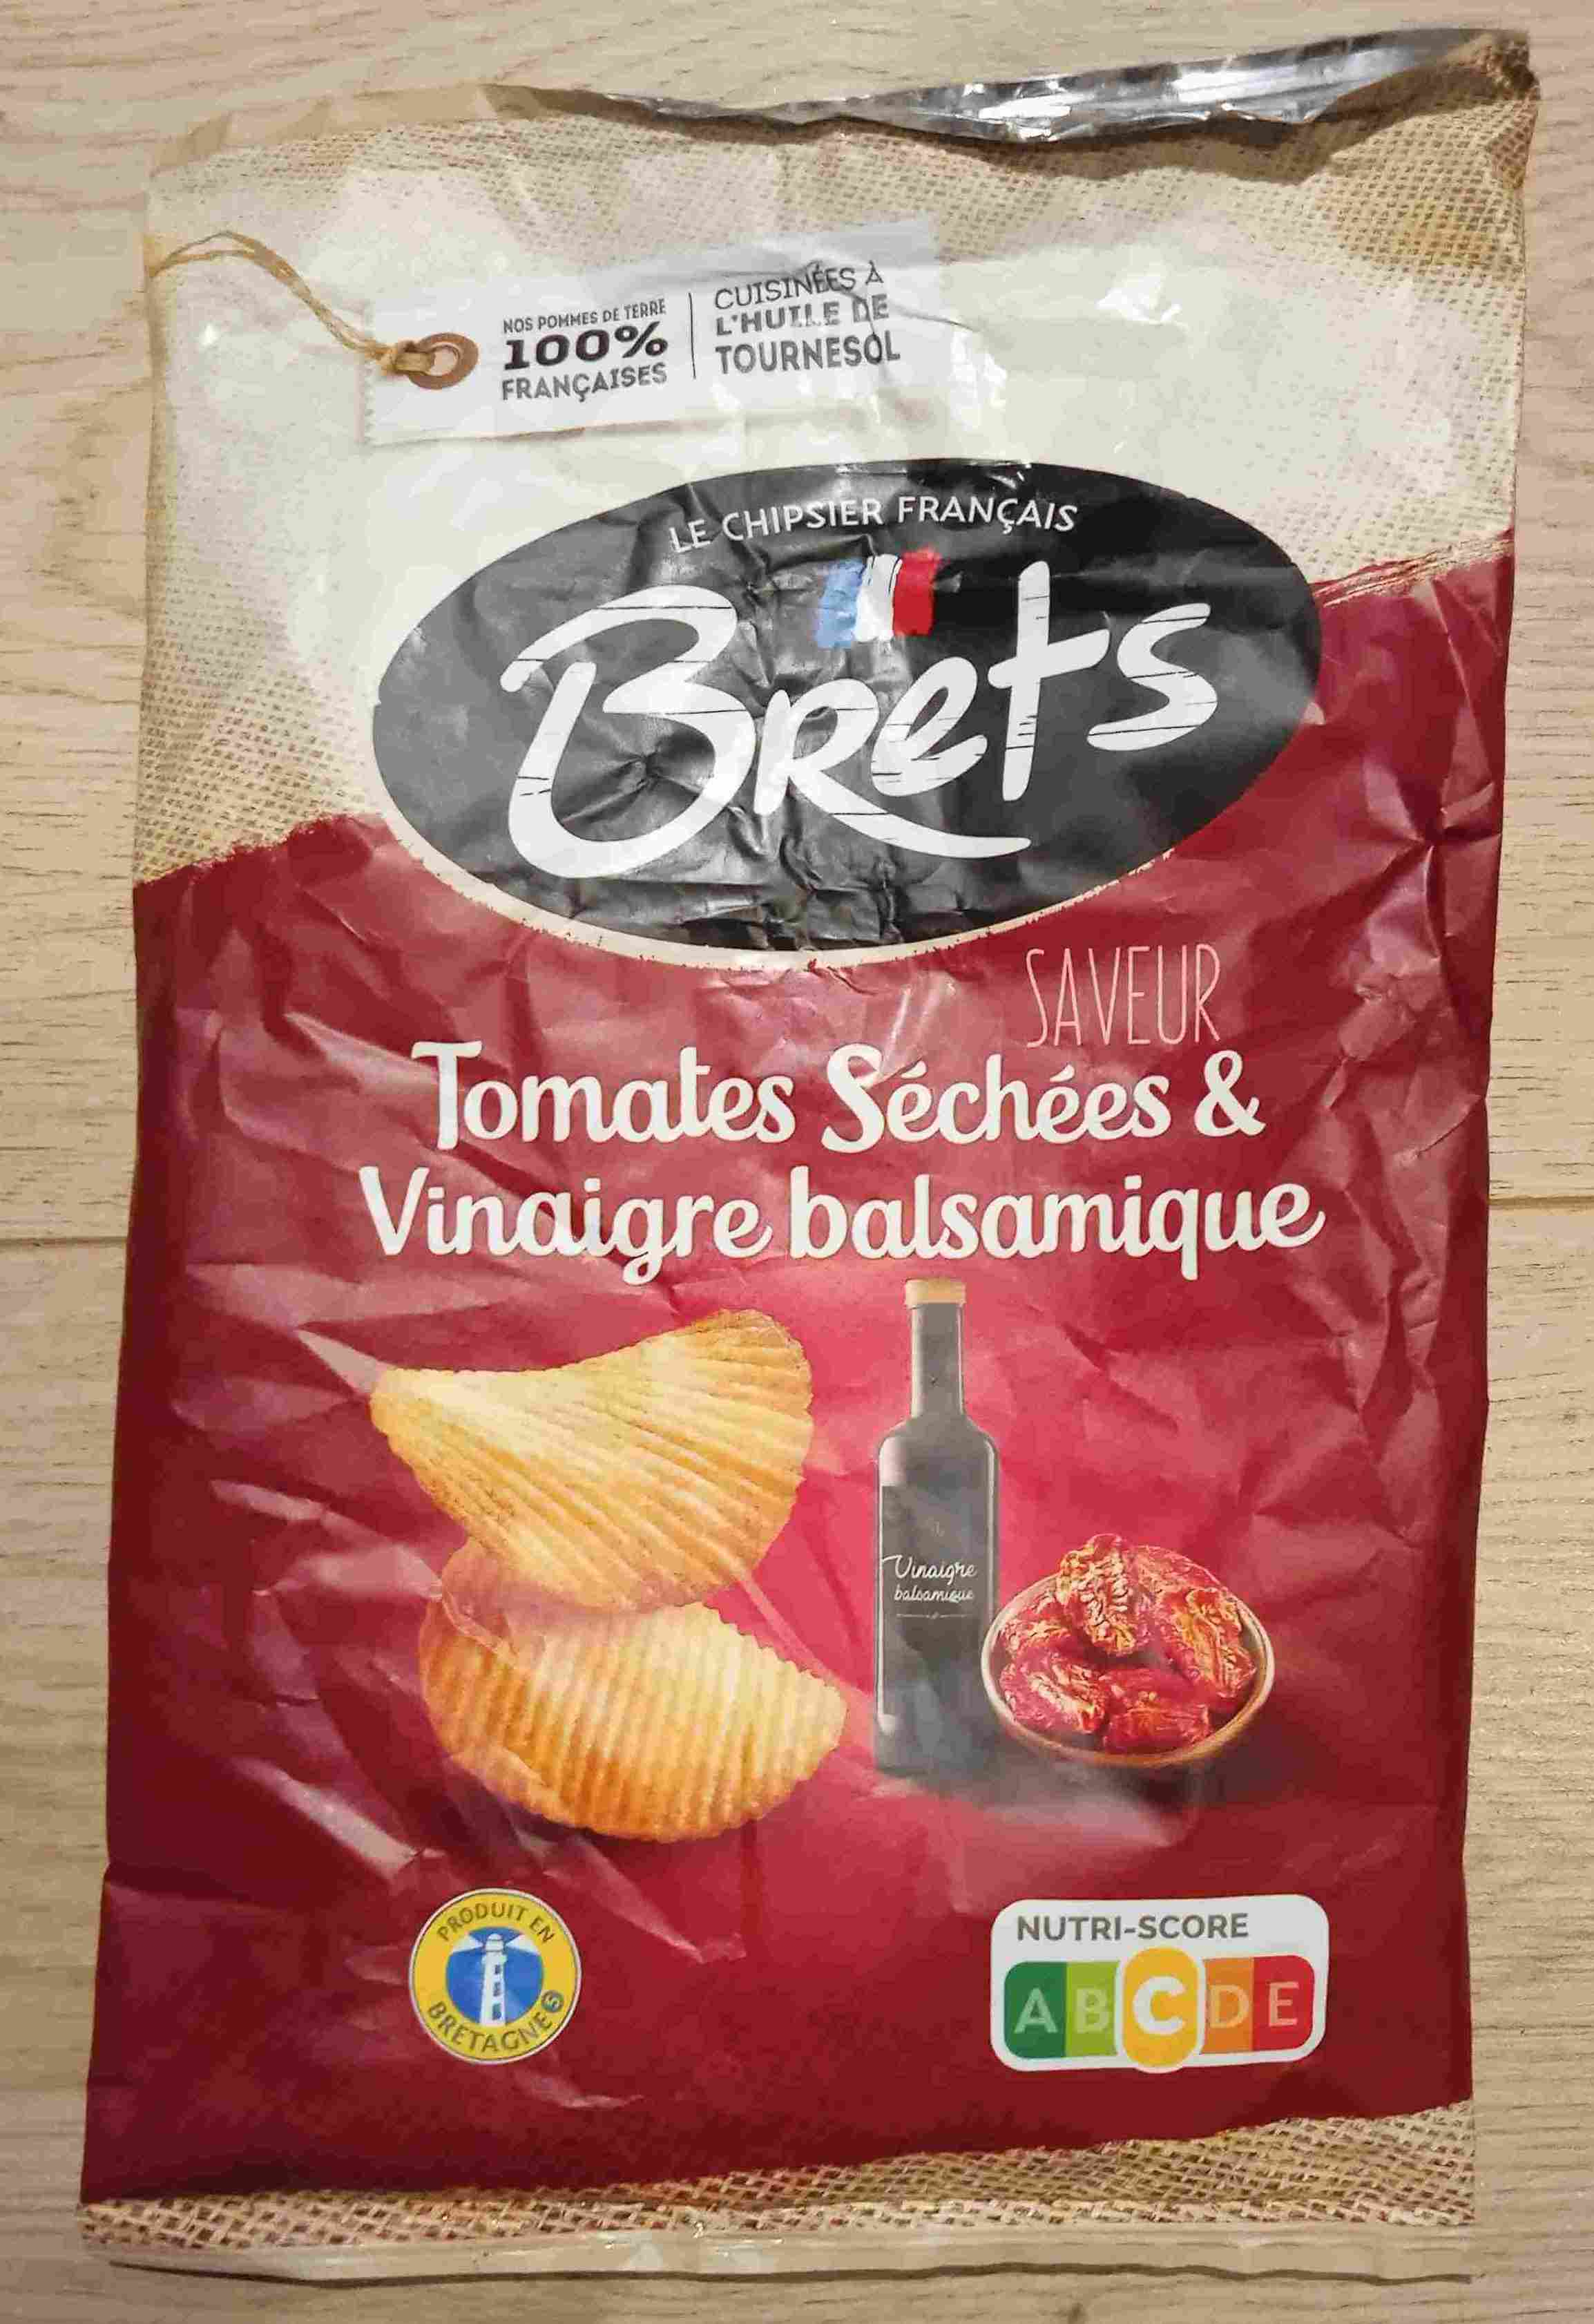 NOS POMMES DE TERRE
100%
FRANÇAISES
CUISINÉES À
L'HUILE DE
TOURNESOL
LE CHIPSIER FRANÇAIS
Brets
SAVEUR
Tomates Séchées &
Vinaigre balsamique
Vinaigre
balsamique
PRODUIT EN
BRETAGNE
NUTRI-SCORE
A B C D E